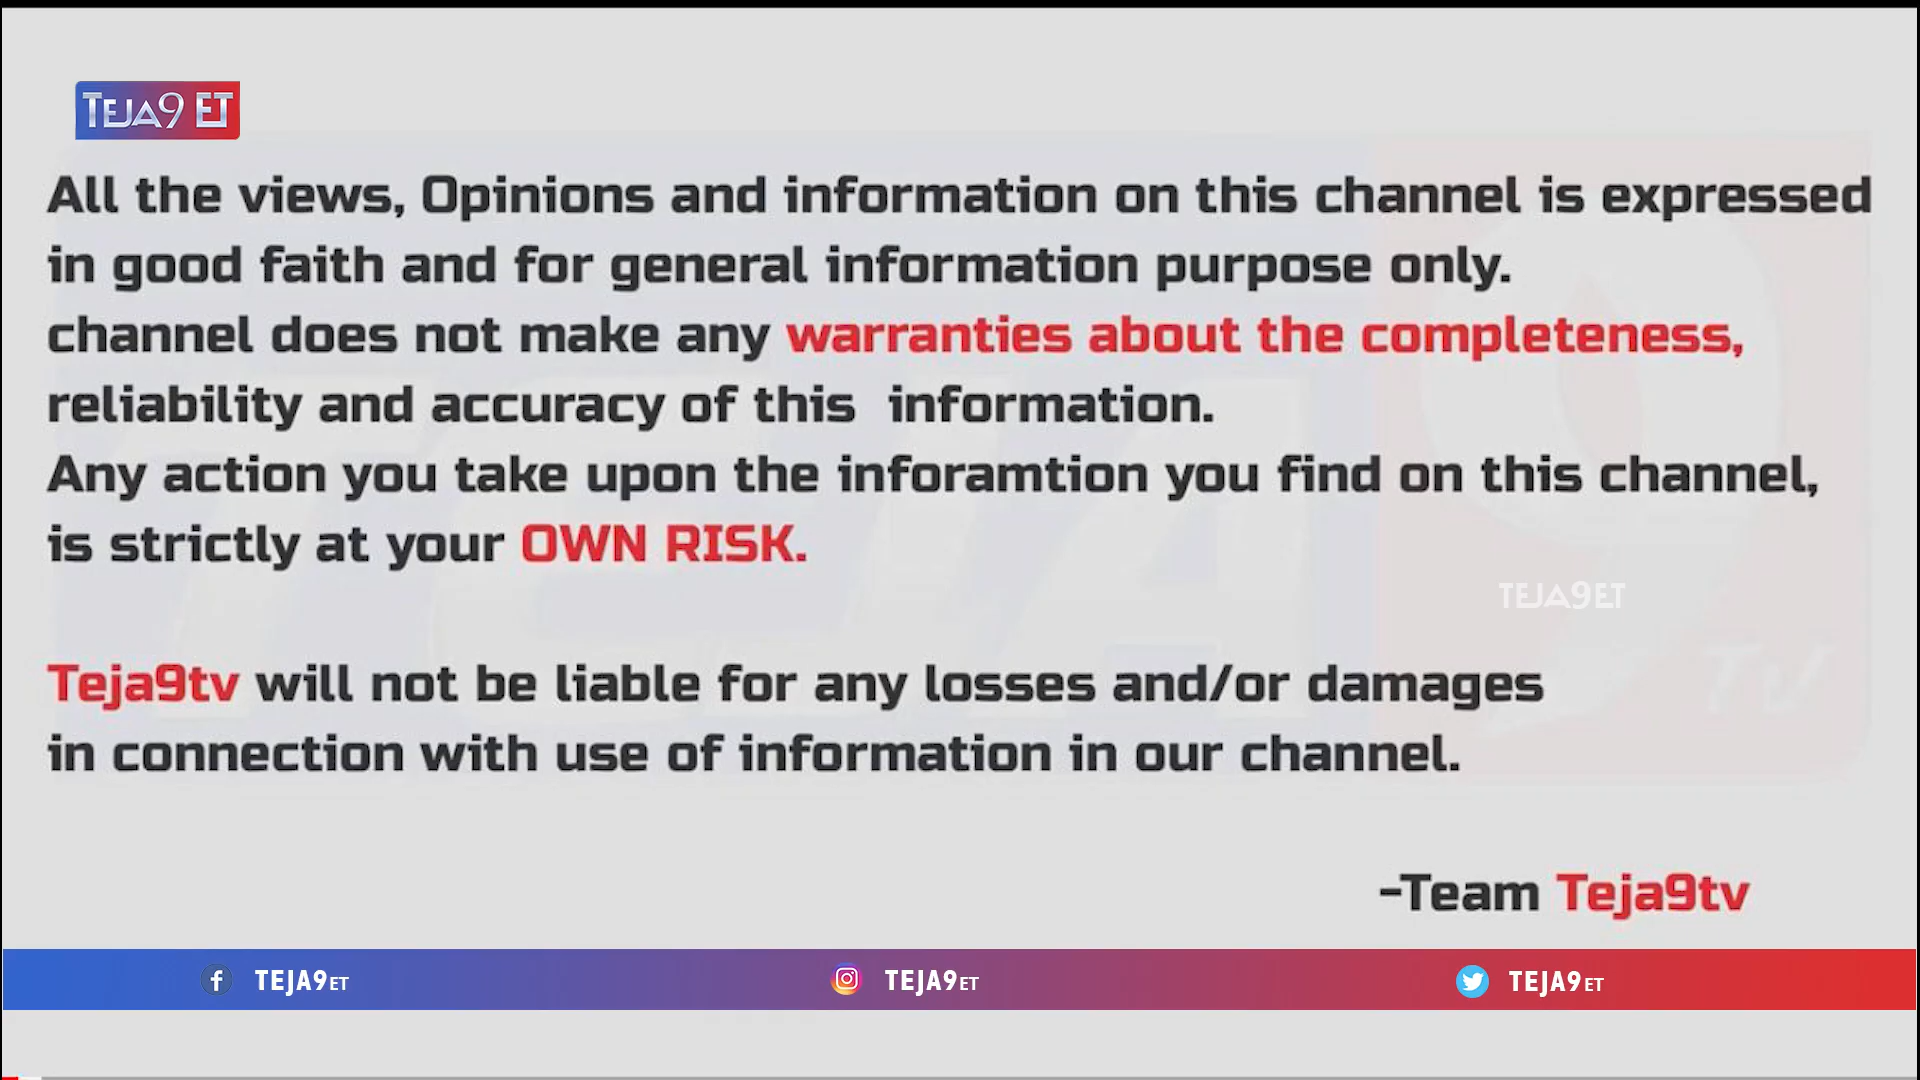 TEJA9 ET
All the views, Opinions and information on this channel is expressed
in good faith and for general information purpose only.
channel does not make any warranties about the completeness,
reliability and accuracy of this information.
Any action you take upon the inforamtion you find on this channel,
is strictly at your OWN RISK.
TEJA9ET
Teja9tv will not be liable for any losses and/or damages
in connection with use of information in our channel.
-Team Teja9tv
TEJA9ET
TEJA9ET
TEJA9ET
TEJA
9
TV